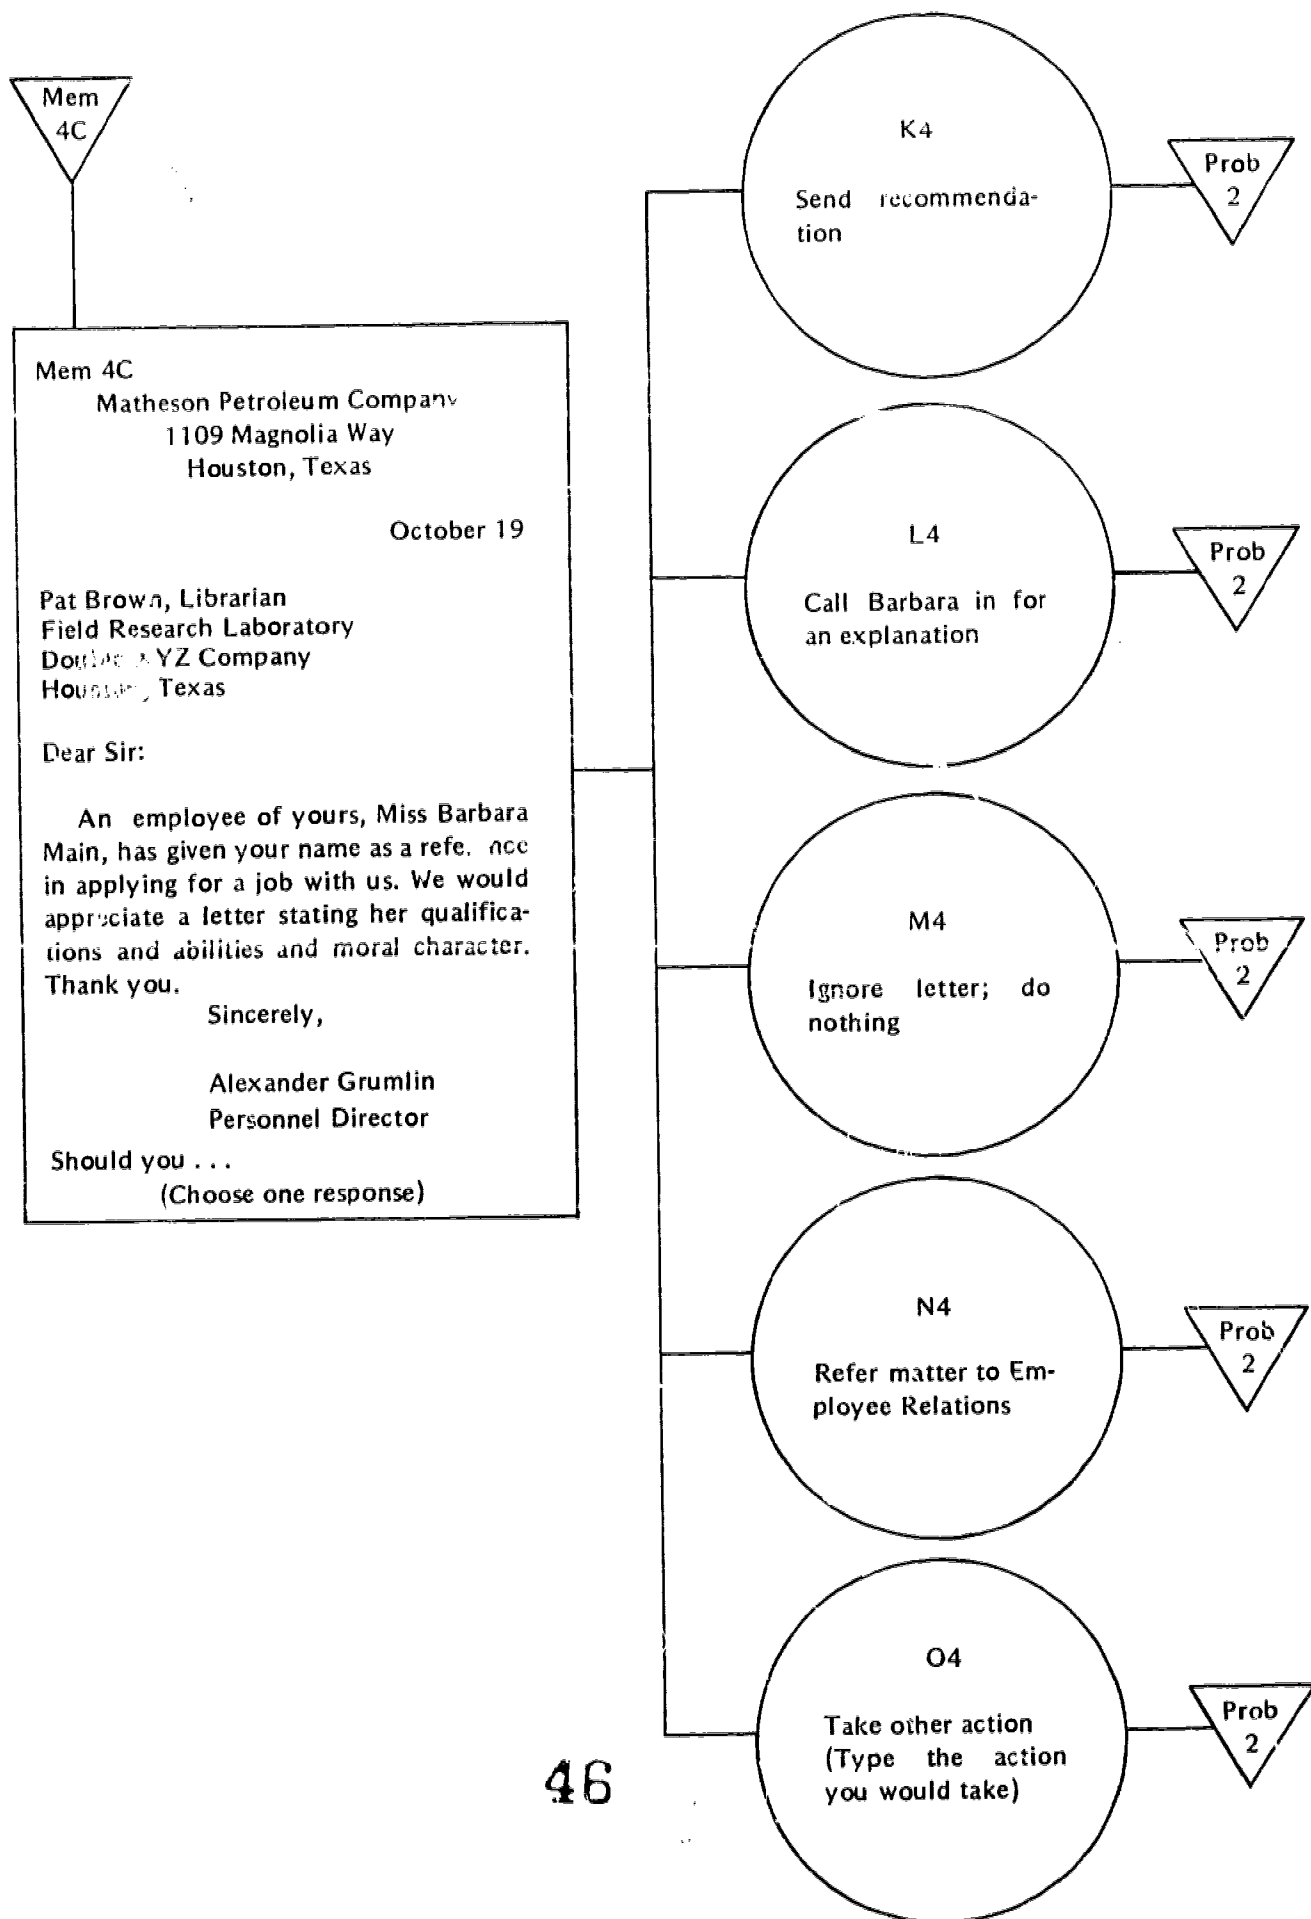 Mem
4C
Mem 4C
Matheson Petroleum Company
1109 Magnolia Way
Houston, Texas
October 19
Pat Brown, Librarian
Field Research Laboratory
YZ Company
Texas
Dear Sir:
An employee of yours, Miss Barbara
Main, has given your name as a
in applying for a job with us. We would
appreciate a letter stating her qualifica-
tions and abilities and moral character.
Thank you.
Sincerely,
Alexander Grumlin
Personnel Director
Should you . . .
(Choose one response)
K4
Send recommenda-
tion
Prob
2
L4
Call Barbara in for
an explanation
Prob
2
M4
Ignore letter; do
nothing
Prob
2
N4
Refer matter to Em-
ployee Relations
Prob
2
O4
Take other action
(Type the action
you would take)
Prob
2
46